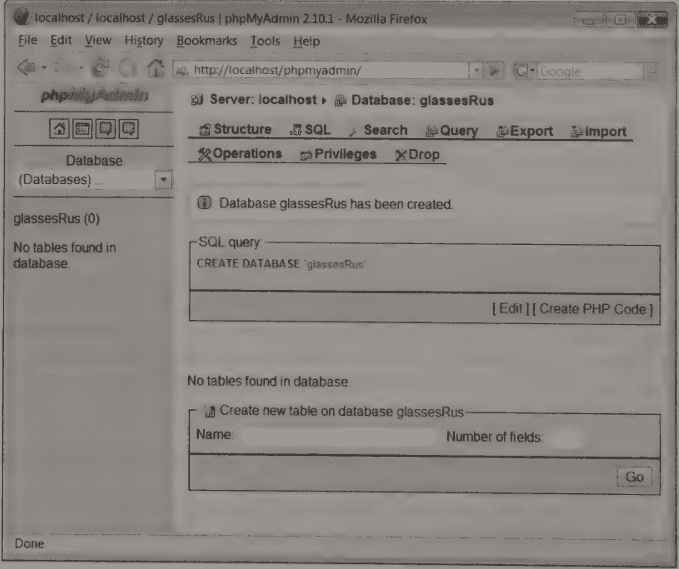 localhost / localhost / glassesRus | phpMyAdmin 2.10.1 - Mozilla Firefox
File Edit View History Bookmarks Tools Help
http://localhost/phpmyadmin/ Google
phpMyAdmin
Server: localhost Database: glassesRus
Structure SQL Search Query Export Import
Operations Privileges Drop
Database
(Databases) ...
glassesRus (0)
No tables found in
database.
Database glassesRus has been created.
SQL query:
CREATE DATABASE `glassesRus`
[ Edit ] [ Create PHP Code ]
No tables found in database.
Create new table on database glassesRus
Name: Number of fields:
Go
Done